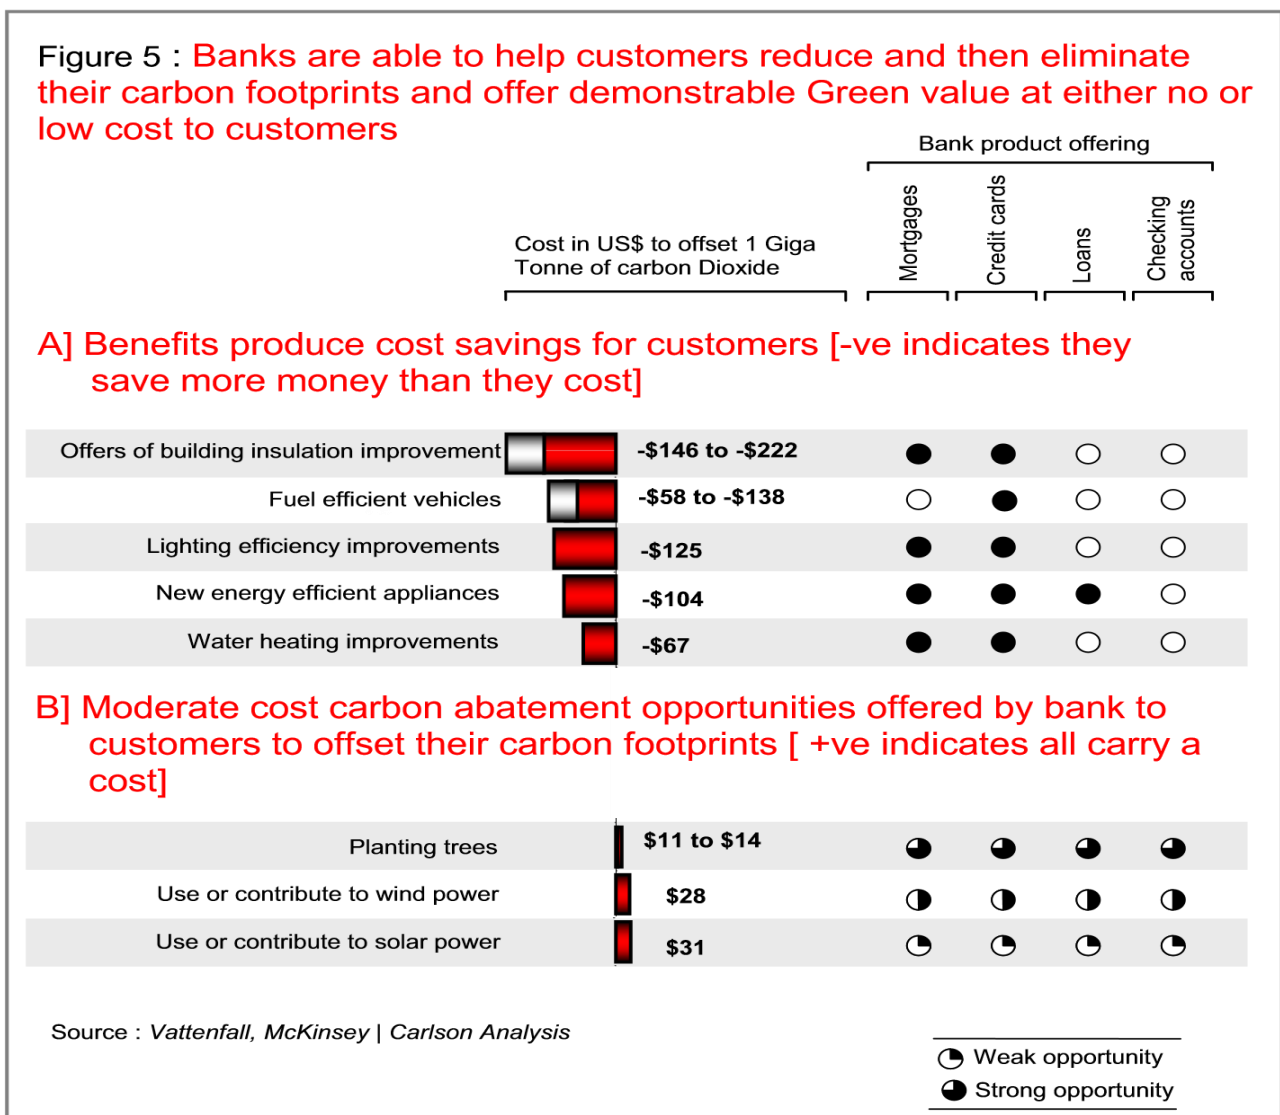 Figure 5 : Banks are able to help customers reduce and then eliminate
their carbon footprints and offer demonstrable Green value at either no or
low cost to customers
Bank product offering
Cost in US$ to offset 1 Giga
Tonne of carbon Dioxide
Mortgages
Credit cards
Loans
Checking
accounts
A] Benefits produce cost savings for customers [-ve indicates they
save more money than they cost]
Offers of building insulation improvement -$146 to -$222
Fuel efficient vehicles -$58 to -$138
Lighting efficiency improvements -$125
New energy efficient appliances -$104
Water heating improvements -$67
B] Moderate cost carbon abatement opportunities offered by bank to
customers to offset their carbon footprints [ +ve indicates all carry a
cost]
Planting trees $11 to $14
Use or contribute to wind power $28
Use or contribute to solar power $31
Source : Vattenfall, McKinsey | Carlson Analysis
Weak opportunity
Strong opportunity